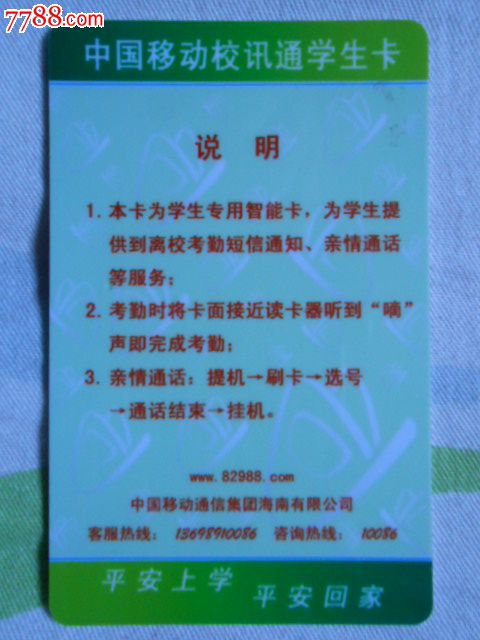 7788.com
中国移动校讯通学生卡
说 明
1. 本卡为学生专用智能卡，为学生提
供到离校考勤短信通知、亲情通话
等服务；
2. 考勤时将卡面接近读卡器听到“嘀”
声即完成考勤；
3. 亲情通话：提机→刷卡→选号
→通话结束→挂机。
www.82988.com
中国移动通信集团海南有限公司
客服热线： 13698910086 咨询热线： 10086
平安上学
平安回家